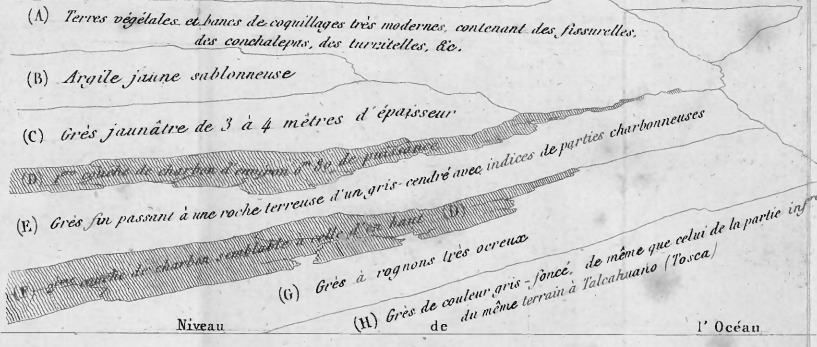 (A) Terres végétales et bancs de coquillages très modernes, contenant des fissurelles,
des conchalepas, des turritelles, &c.
(B) Argile jaune sablonneuse
(C) Grès jaunâtre de 3 à 4 mètres d'épaisseur
(D) 1ère couche de charbon d'environ 0m 80 de puissance
(E) Grès fin passant à une roche terreuse d'un gris-cendré avec indices de parties charbonneuses
(F) 2ème couche de charbon semblable à celle d'en haut (D)
(G) Grès à rognons très ocreux
(H) Grès de couleur gris-foncé, de même que celui de la partie
du même terrain à Talcahuano (Tosca)
Niveau de l'Océan